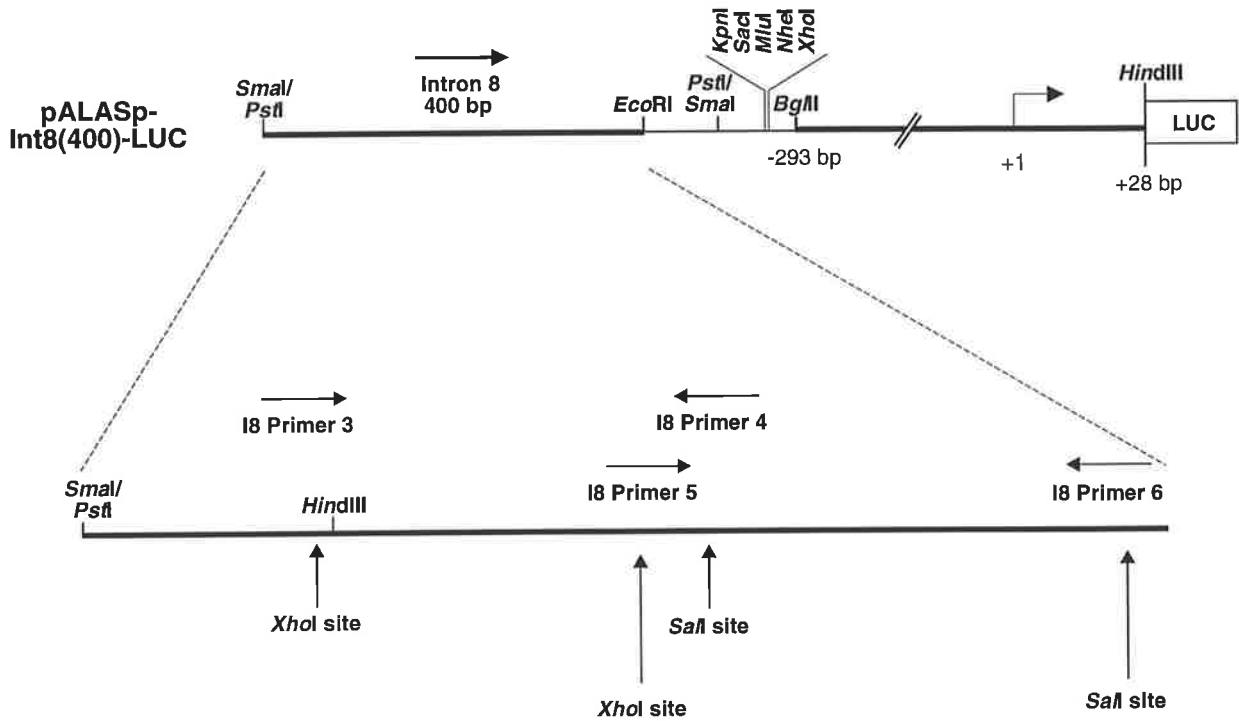 KpnI
SacI
MluI
NheI
XhoI
pALASp-
Int8(400)-LUC
SmaI/
PstI
Intron 8
400 bp
EcoRI
PstI/
SmaI
BglII
HindIII
LUC
-293 bp
+1
+28 bp
I8 Primer 3
I8 Primer 4
I8 Primer 5
I8 Primer 6
SmaI/
PstI
HindIII
XhoI site
SalI site
XhoI site
SalI site